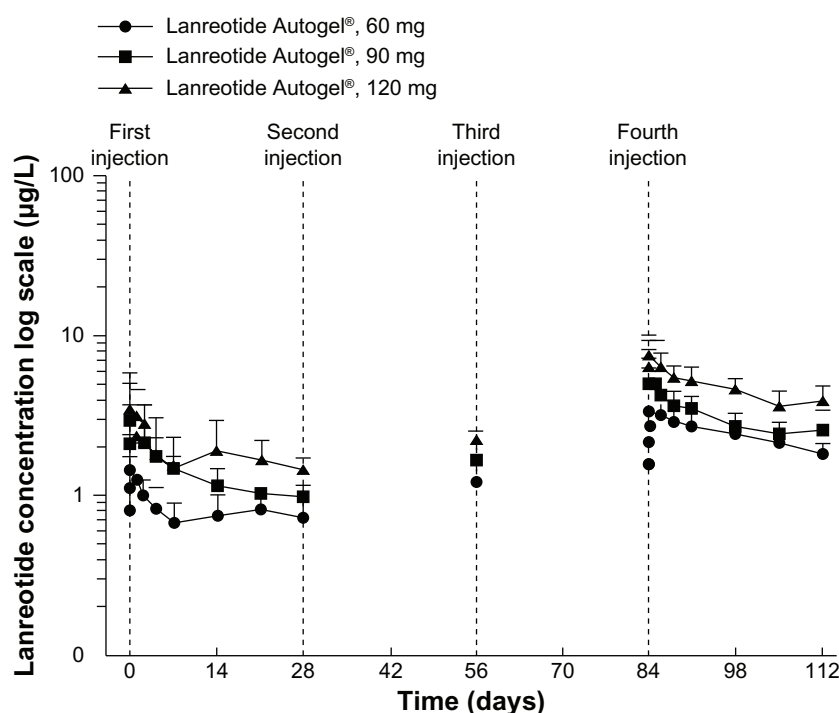 Lanreotide Autogel®, 60 mg
Lanreotide Autogel®, 90 mg
Lanreotide Autogel®, 120 mg
First
injection
Second
injection
Third
injection
Fourth
injection
Lanreotide concentration log scale (µg/L)
100
10
1
0
0 14 28 42 56 70 84 98 112
Time (days)